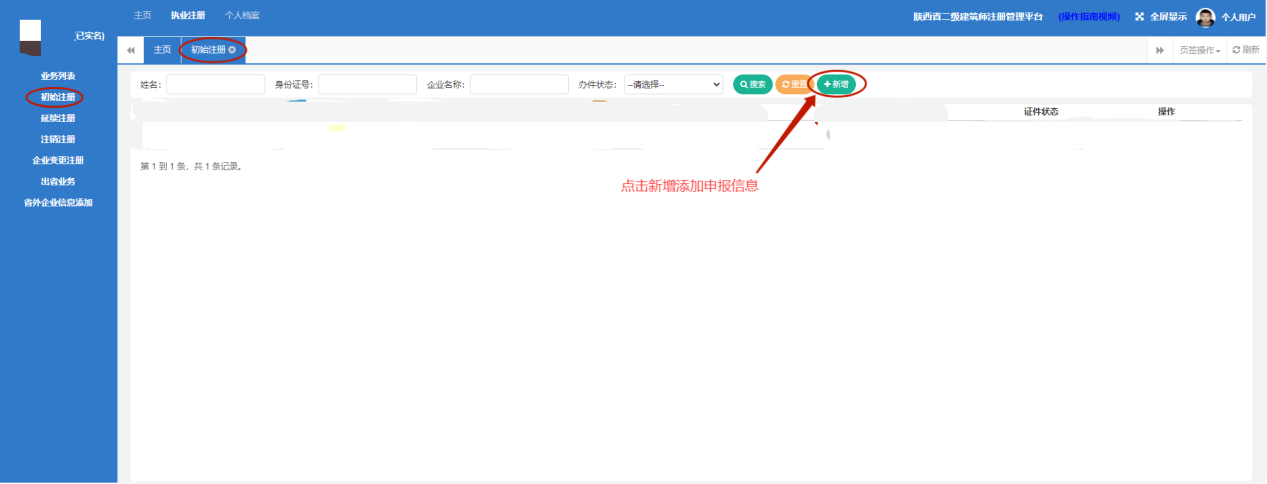 主页 执业注册 个人档案
陕西省二级建筑师注册管理平台 (操作指南视频) 全屏显示 个人用户
已实名)
主页 初始注册
页签操作 刷新
业务列表
初始注册
延续注册
注销注册
企业变更注册
出省业务
省外企业信息添加
姓名: 身份证号: 企业名称: 办件状态: --请选择-- 搜索 重置 +新增
证件状态 操作
第 1 到 1 条，共 1 条记录。
点击新增添加申报信息